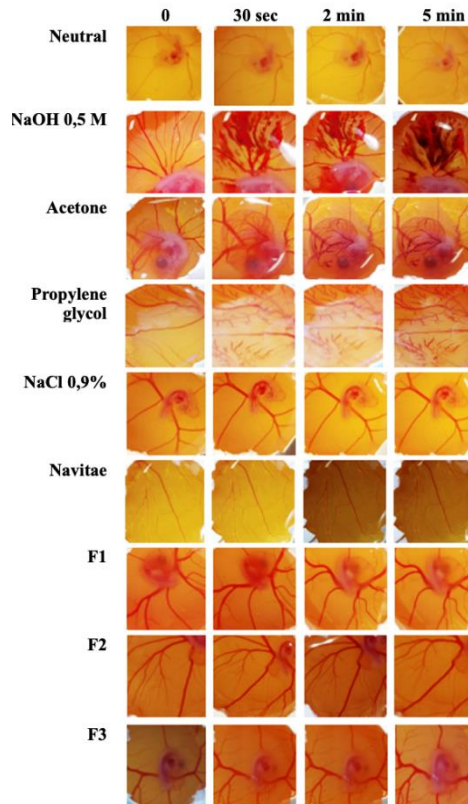 0 30 sec 2 min 5 min
Neutral
NaOH 0,5 M
Acetone
Propylene
glycol
NaCl 0,9%
Navitae
F1
F2
F3